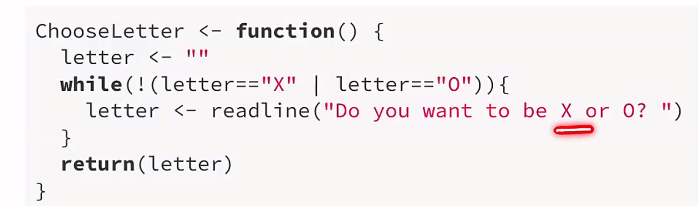 ChooseLetter <- function() {
  letter <- ""
  while(!(letter=="X" | letter=="O")){
    letter <- readline("Do you want to be X or O? ")
  }
  return(letter)
}